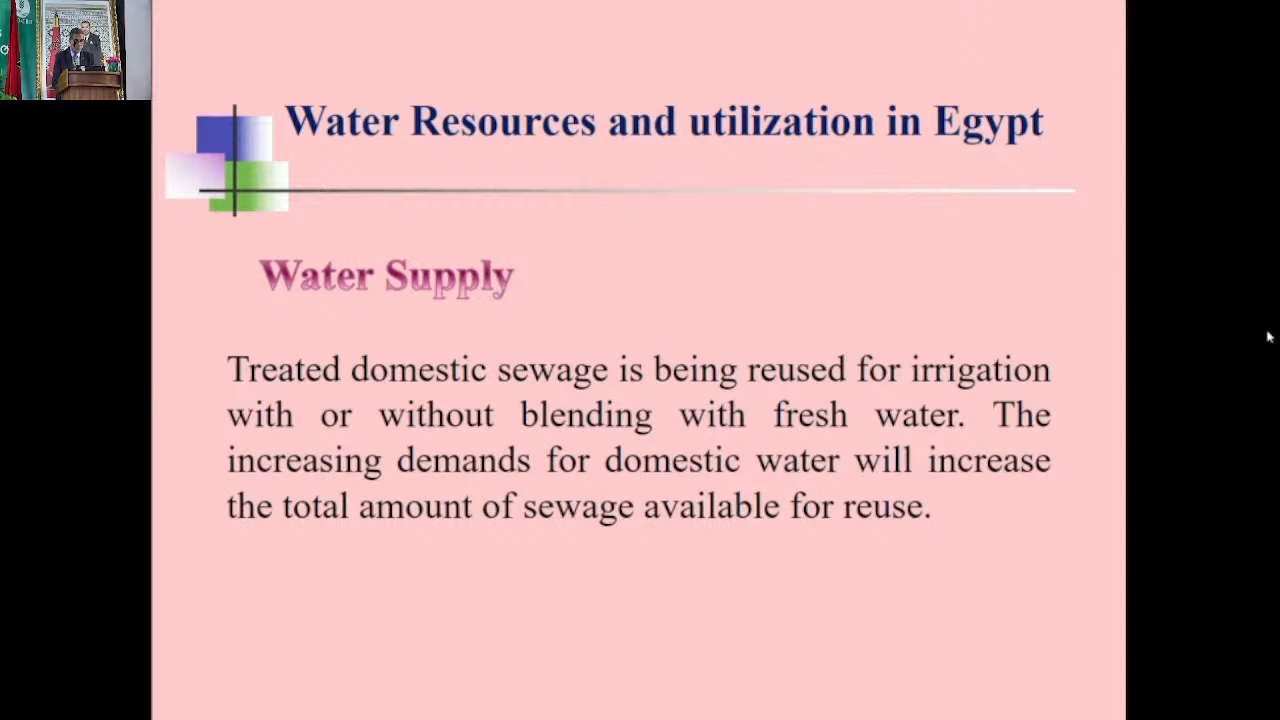 Water Resources and utilization in Egypt
Water Supply
Treated domestic sewage is being reused for irrigation
with or without blending with fresh water. The
increasing demands for domestic water will increase
the total amount of sewage available for reuse.